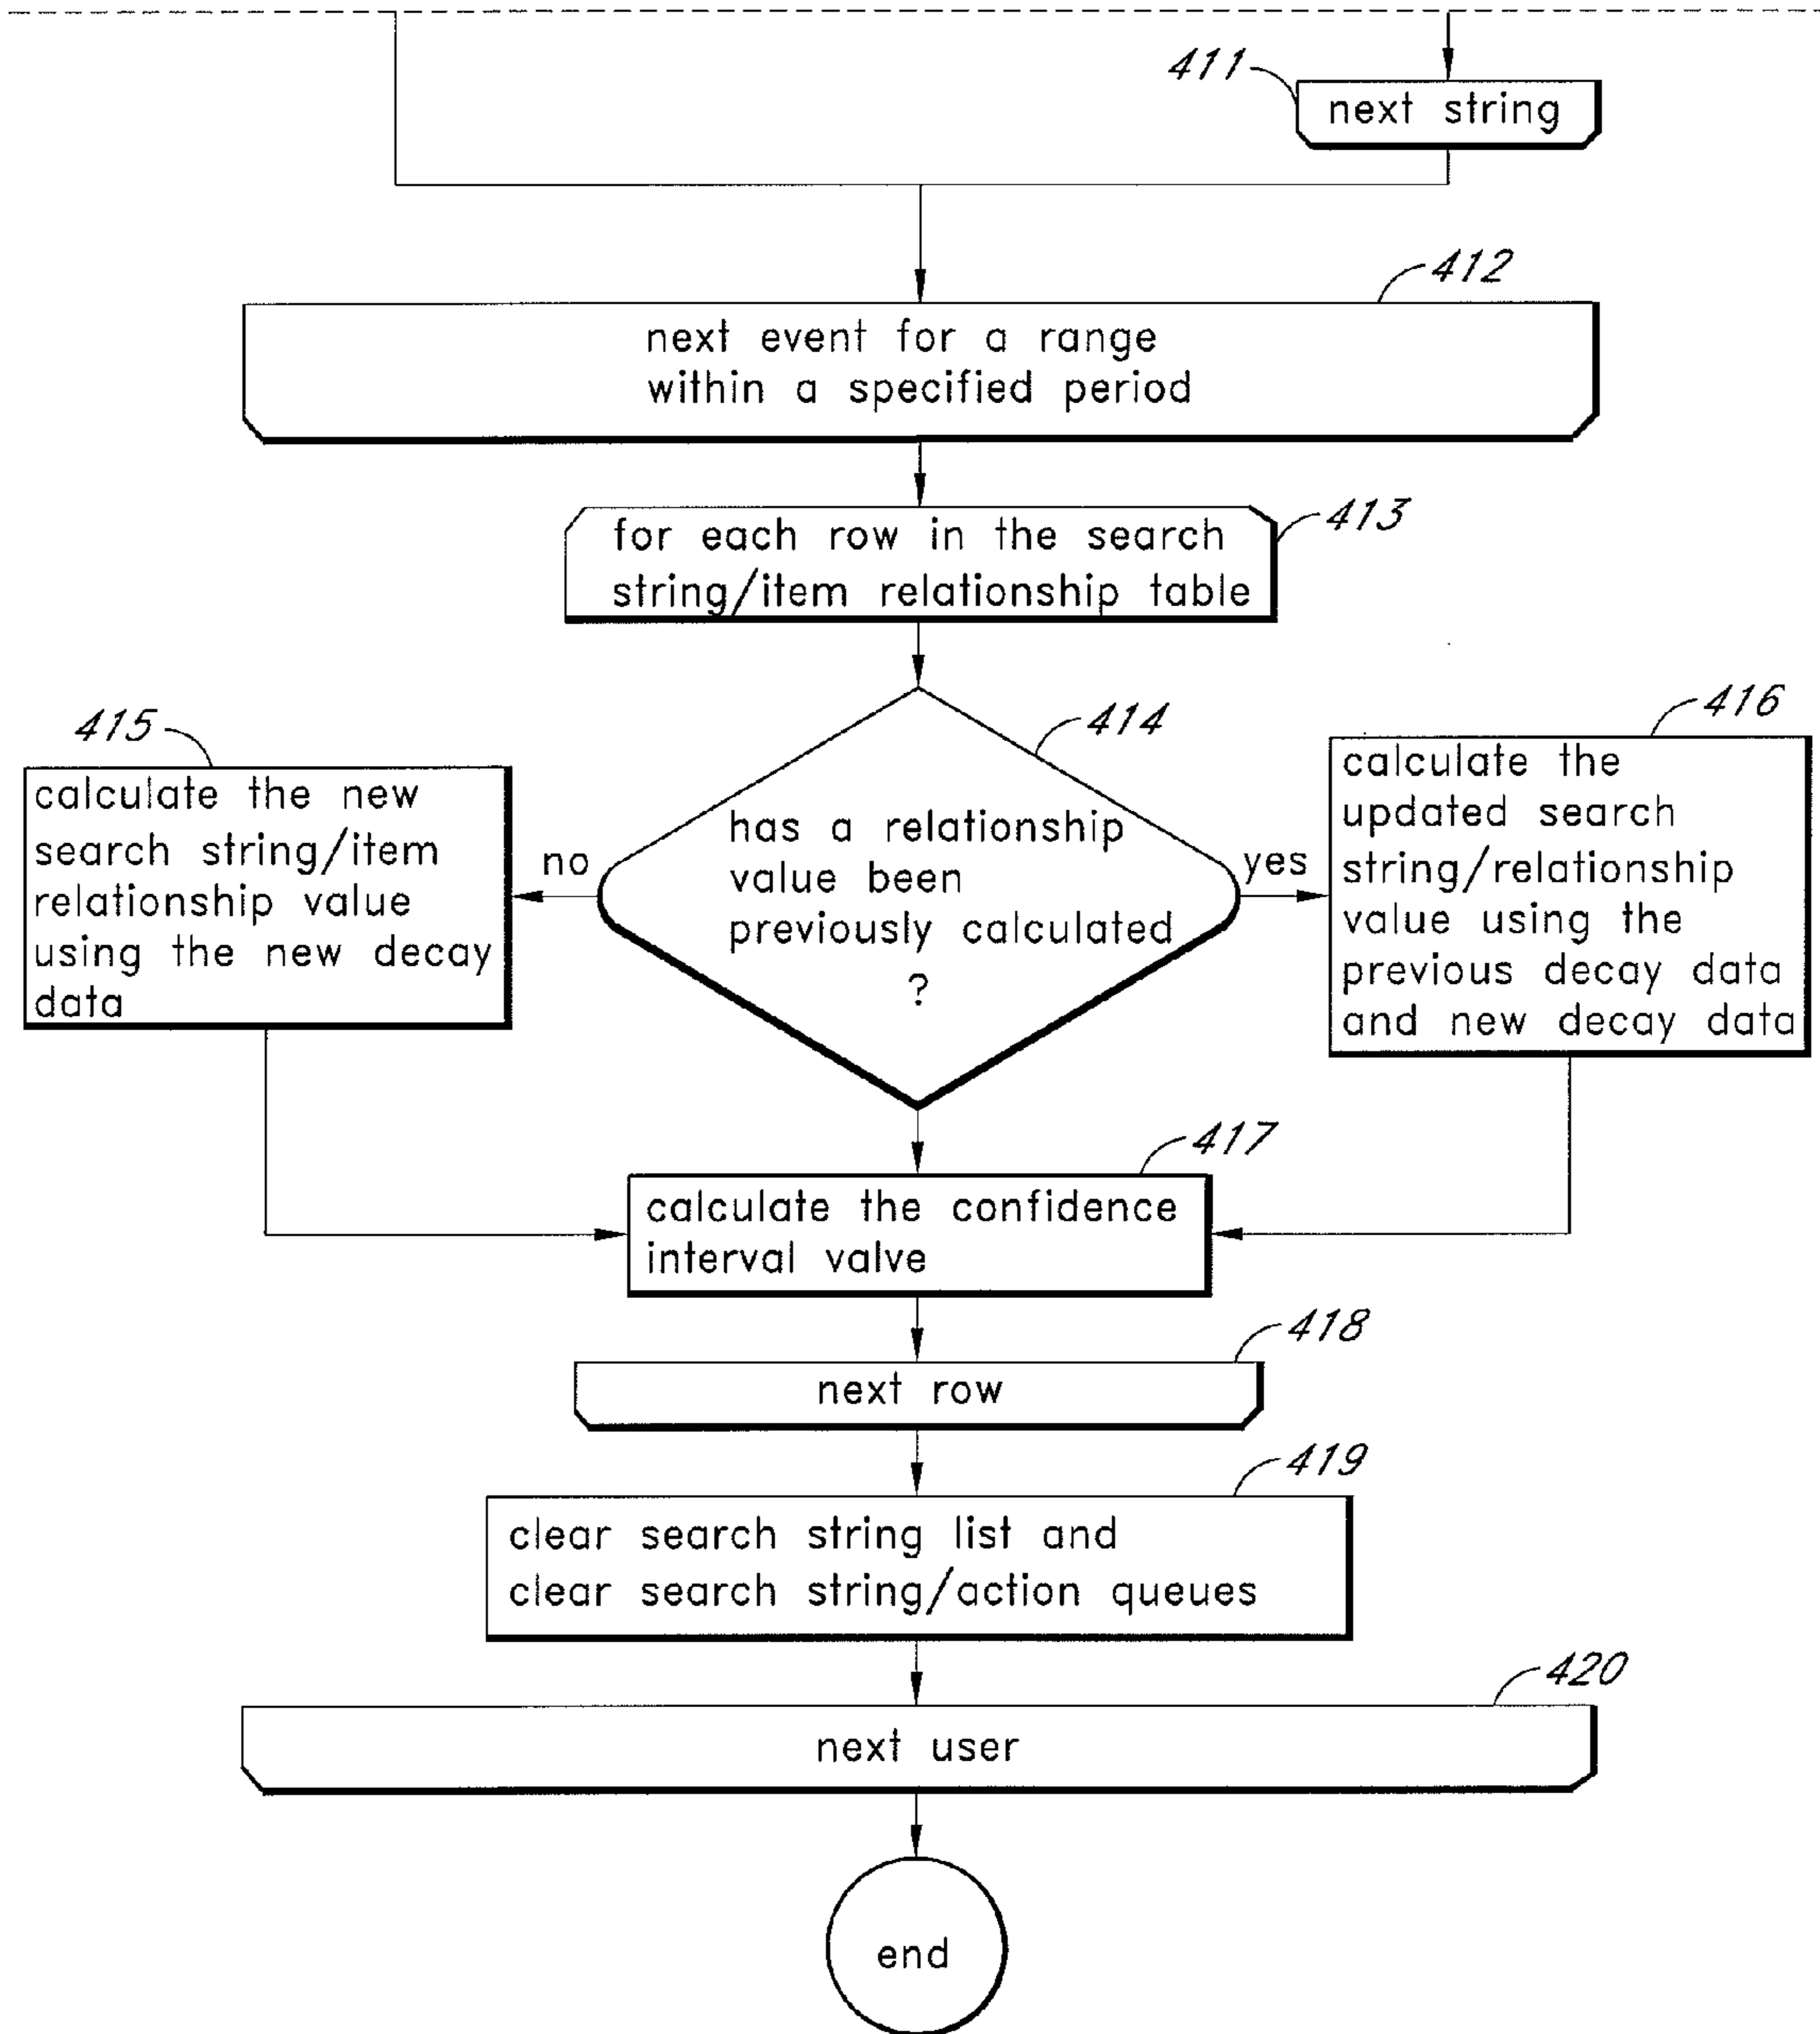 411
next string
412
next event for a range
within a specified period
413
for each row in the search
string/item relationship table
414
has a relationship
value been
previously calculated
?
no
yes
415
calculate the new
search string/item
relationship value
using the new decay
data
416
calculate the
updated search
string/relationship
value using the
previous decay data
and new decay data
417
calculate the confidence
interval valve
418
next row
419
clear search string list and
clear search string/action queues
420
next user
end